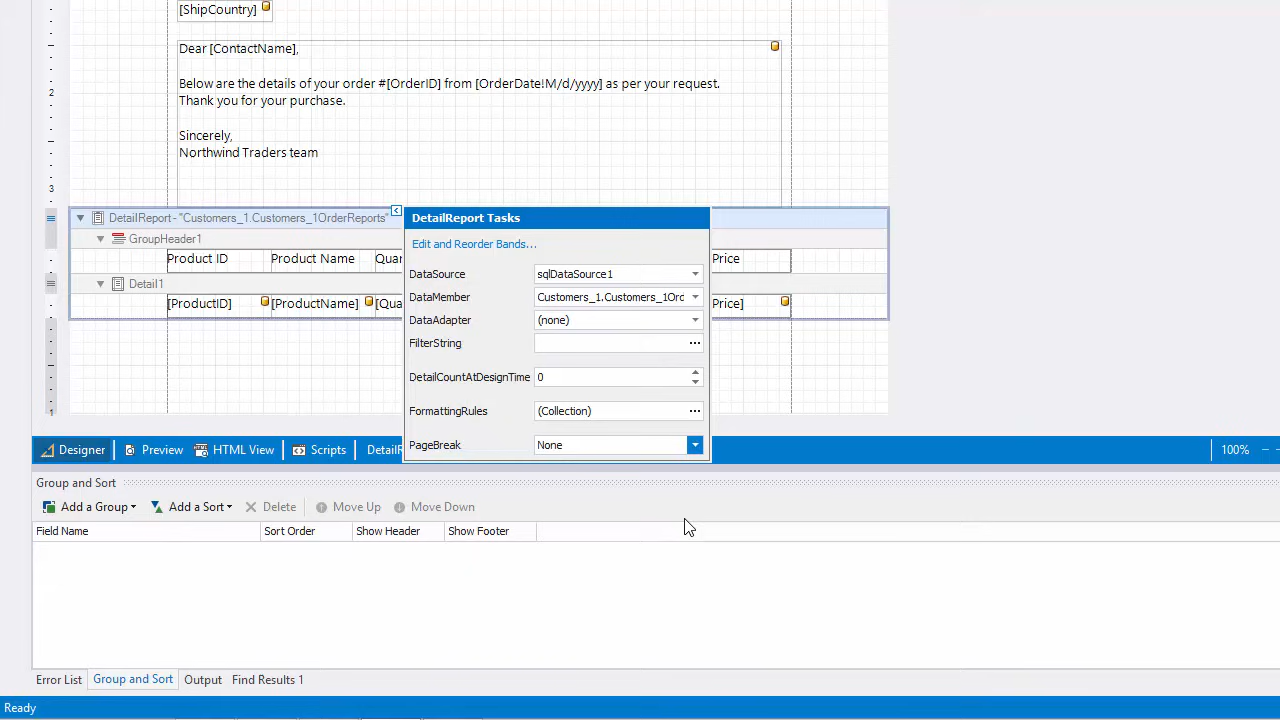 [ShipCountry]
Dear [ContactName],
Below are the details of your order #[OrderID] from [OrderDate!M/d/yyyy] as per your request.
Thank you for your purchase.
Sincerely,
Northwind Traders team
2
3
DetailReport - "Customers_1.Customers_1OrderReports"
GroupHeader1
Product ID Product Name Quar Price
Detail1
[ProductID] [ProductName] [Qua Price]
1
DetailReport Tasks
Edit and Reorder Bands...
DataSource sqlDataSource1
DataMember Customers_1.Customers_1Orc
DataAdapter (none)
FilterString
DetailCountAtDesignTime 0
FormattingRules (Collection)
PageBreak None
Designer Preview HTML View Scripts DetailR 100%
Group and Sort
Add a Group Add a Sort Delete Move Up Move Down
Field Name Sort Order Show Header Show Footer
Error List Group and Sort Output Find Results 1
Ready